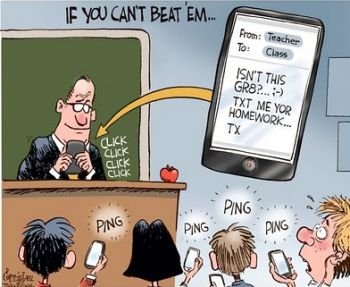 IF YOU CAN'T BEAT 'EM...
From: Teacher
To: Class
ISN'T THIS
GR8?... ;-)
TXT ME YOR
HOMEWORK...
TX
CLICK
CLICK
CLICK
CLICK
PING
PING
PING
PING